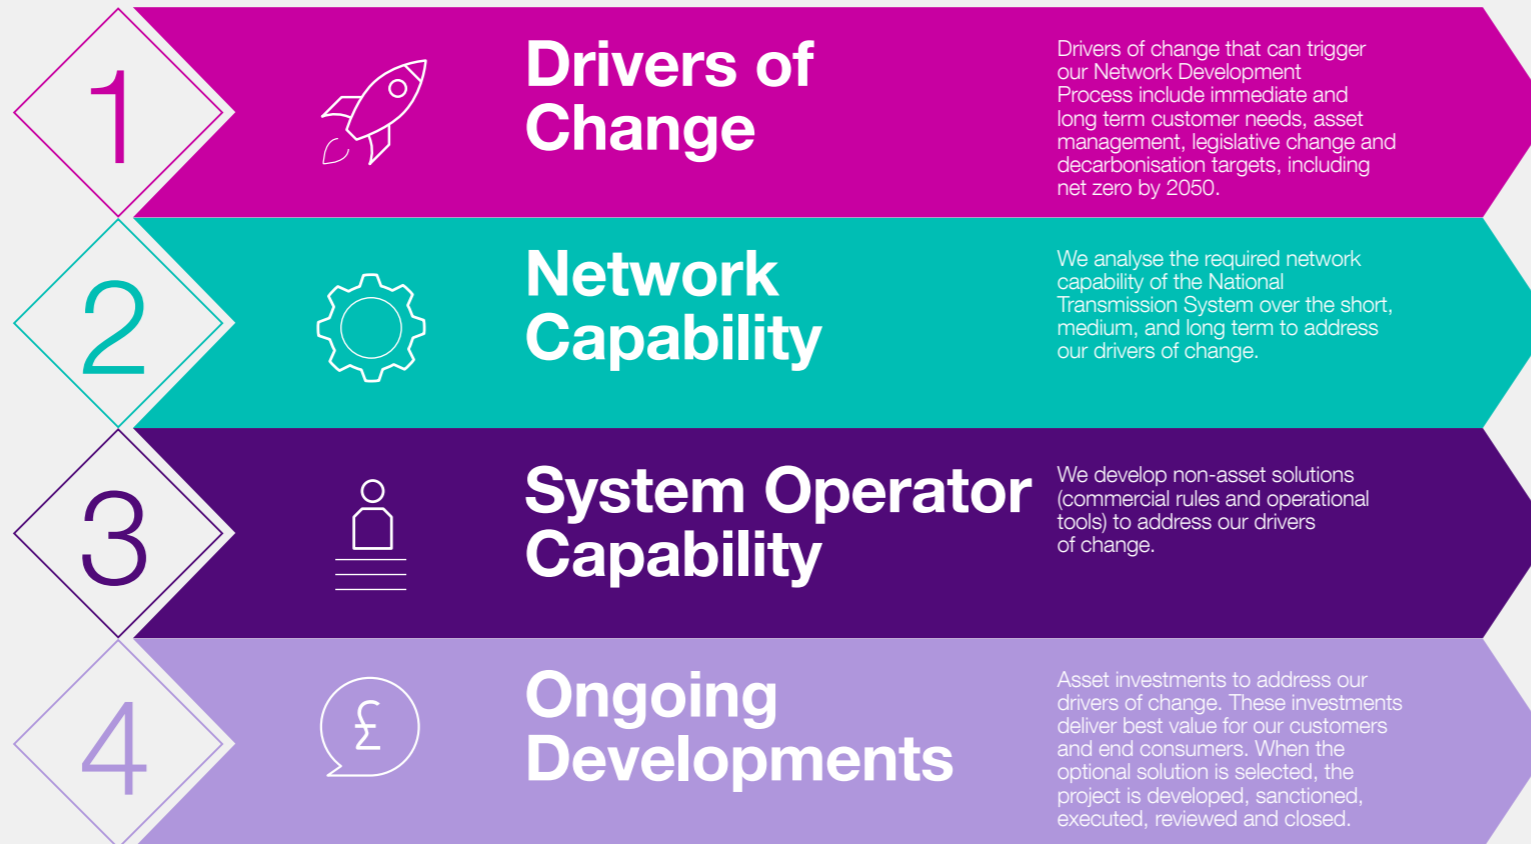 1
Drivers of
Change
Drivers of change that can trigger
our Network Development
Process include immediate and
long term customer needs, asset
management, legislative change and
decarbonisation targets, including
net zero by 2050.
2
Network
Capability
We analyse the required network
capability of the National
Transmission System over the short,
medium, and long term to address
our drivers of change.
3
System Operator
Capability
We develop non-asset solutions
(commercial rules and operational
tools) to address our drivers
of change.
4
£
Ongoing
Developments
Asset investments to address our
drivers of change. These investments
deliver best value for our customers
and end consumers. When the
optional solution is selected, the
project is developed, sanctioned,
executed, reviewed and closed.